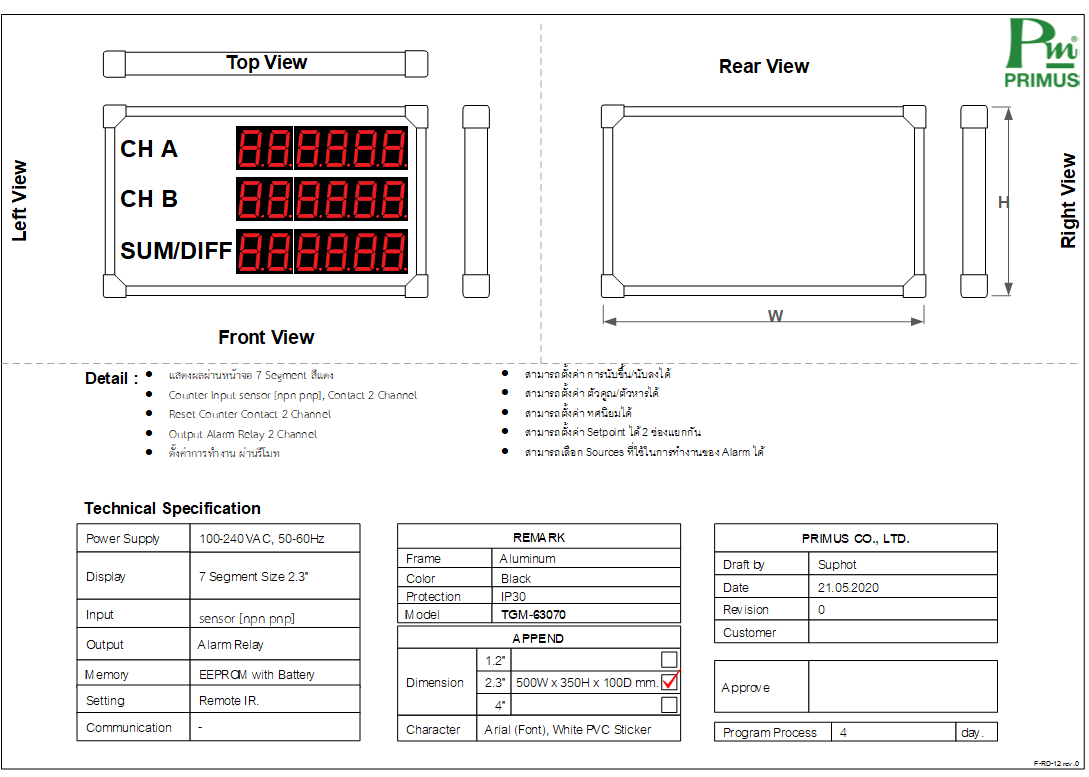 Top View
Rear View
Pm®
PRIMUS
Left View
CH A
CH B
SUM/DIFF
H
W
Right View
Front View
Detail :
• แสดงผลผ่านหน้าจอ 7 Segment สีแดง
• Counter Input sensor [npn pnp], Contact 2 Channel
• Reset Counter Contact 2 Channel
• Output Alarm Relay 2 Channel
• ตั้งค่าการทำงาน ผ่านรีโมท
• สามารถตั้งค่า การนับขึ้น/นับลงได้
• สามารถตั้งค่า ตัวคูณ/ตัวหารได้
• สามารถตั้งค่า ทศนิยมได้
• สามารถตั้งค่า Setpoint ได้ 2 ช่องแยกกัน
• สามารถเลือก Sources ที่ใช้ในการทำงานของ Alarm ได้
Technical Specification
Power Supply 100-240 VAC, 50-60Hz
Display 7 Segment Size 2.3"
Input sensor [npn pnp]
Output Alarm Relay
Memory EEPROM with Battery
Setting Remote IR.
Communication -
REMARK
Frame Aluminum
Color Black
Protection IP30
Model TGM-63070
APPEND
Dimension
1.2"
2.3" 500W x 350H x 100D mm.
4"
Character Arial (Font), White PVC Sticker
PRIMUS CO., LTD.
Draft by Suphot
Date 21.05.2020
Revision 0
Customer
Approve
Program Process 4 day.
F-RD-12 rev .0